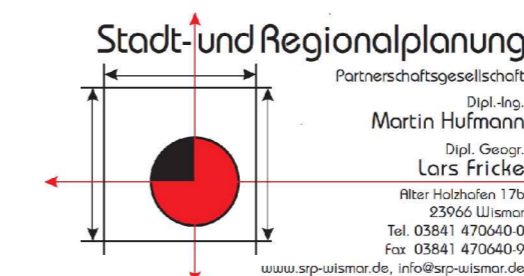 Stadt- und Regionalplanung
Partnerschaftsgesellschaft
Dipl.-Ing.
Martin Hufmann
Dipl. Geogr.
Lars Fricke
Alter Holzhafen 17b
23966 Wismar
Tel. 03841 470640-0
Fax 03841 470640-9
www.srp-wismar.de, info@srp-wismar.de